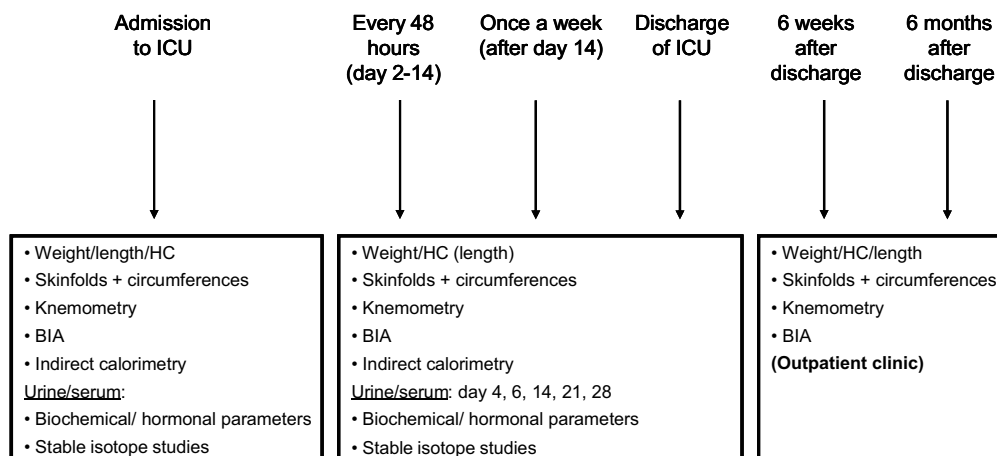 Admission
to ICU
Every 48
hours
(day 2-14)
Once a week
(after day 14)
Discharge
of ICU
6 weeks
after
discharge
6 months
after
discharge
• Weight/length/HC
• Skinfolds + circumferences
• Knemometry
• BIA
• Indirect calorimetry
Urine/serum:
• Biochemical/ hormonal parameters
• Stable isotope studies
• Weight/HC (length)
• Skinfolds + circumferences
• Knemometry
• BIA
• Indirect calorimetry
Urine/serum: day 4, 6, 14, 21, 28
• Biochemical/ hormonal parameters
• Stable isotope studies
• Weight/HC/length
• Skinfolds + circumferences
• Knemometry
• BIA
(Outpatient clinic)